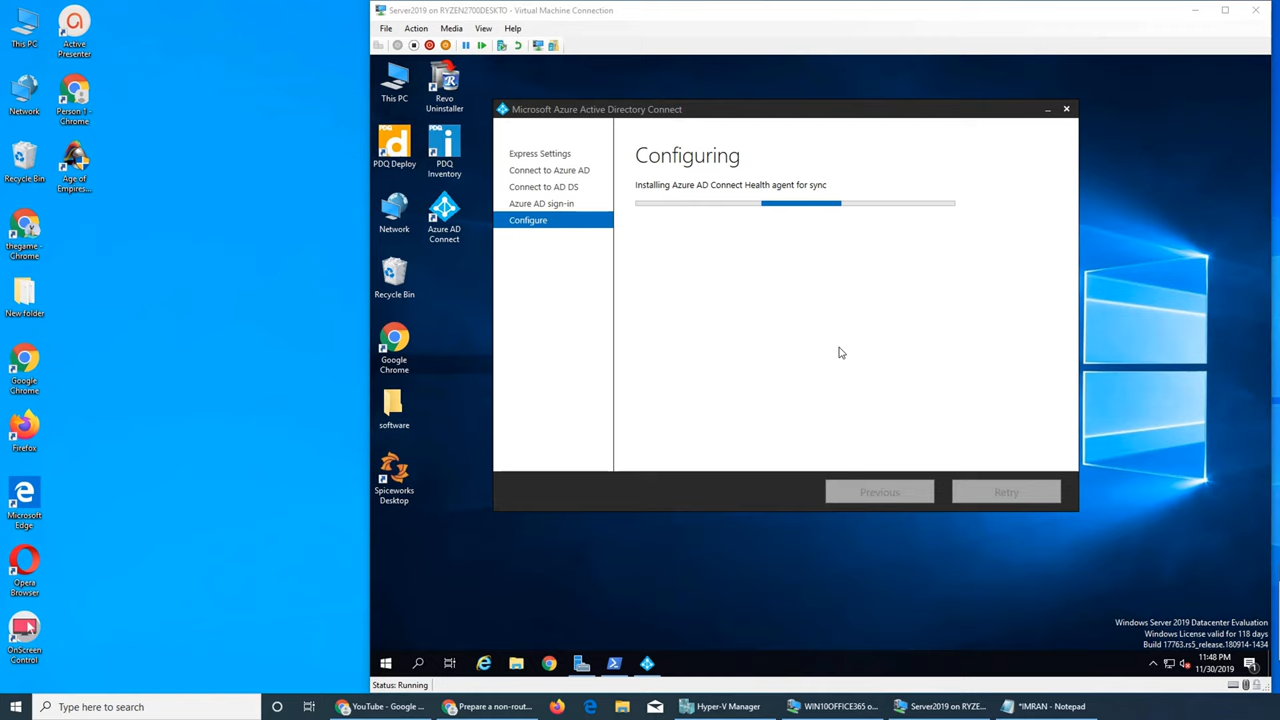 This PC
Active
Presenter
Network
Person 1 -
Chrome
Recycle Bin
Age of
Empires...
thegame -
Chrome
New folder
Google
Chrome
Firefox
Microsoft
Edge
Opera
Browser
OnScreen
Control
Server2019 on RYZEN2700DESKTO - Virtual Machine Connection
File Action Media View Help
This PC
Revo
Uninstaller
PDQ Deploy
PDQ
Inventory
Network
Azure AD
Connect
Recycle Bin
Google
Chrome
software
Spiceworks
Desktop
Microsoft Azure Active Directory Connect
Express Settings
Connect to Azure AD
Connect to AD DS
Azure AD sign-in
Configure
Configuring
Installing Azure AD Connect Health agent for sync
Previous
Retry
Windows Server 2019 Datacenter Evaluation
Windows License valid for 118 days
Build 17763.rs5_release.180914-1434
11:48 PM
11/30/2019
Status: Running
Type here to search
YouTube - Google ...
Prepare a non-rout...
Hyper-V Manager
WIN10OFFICE365 o...
Server2019 on RYZE...
*IMRAN - Notepad